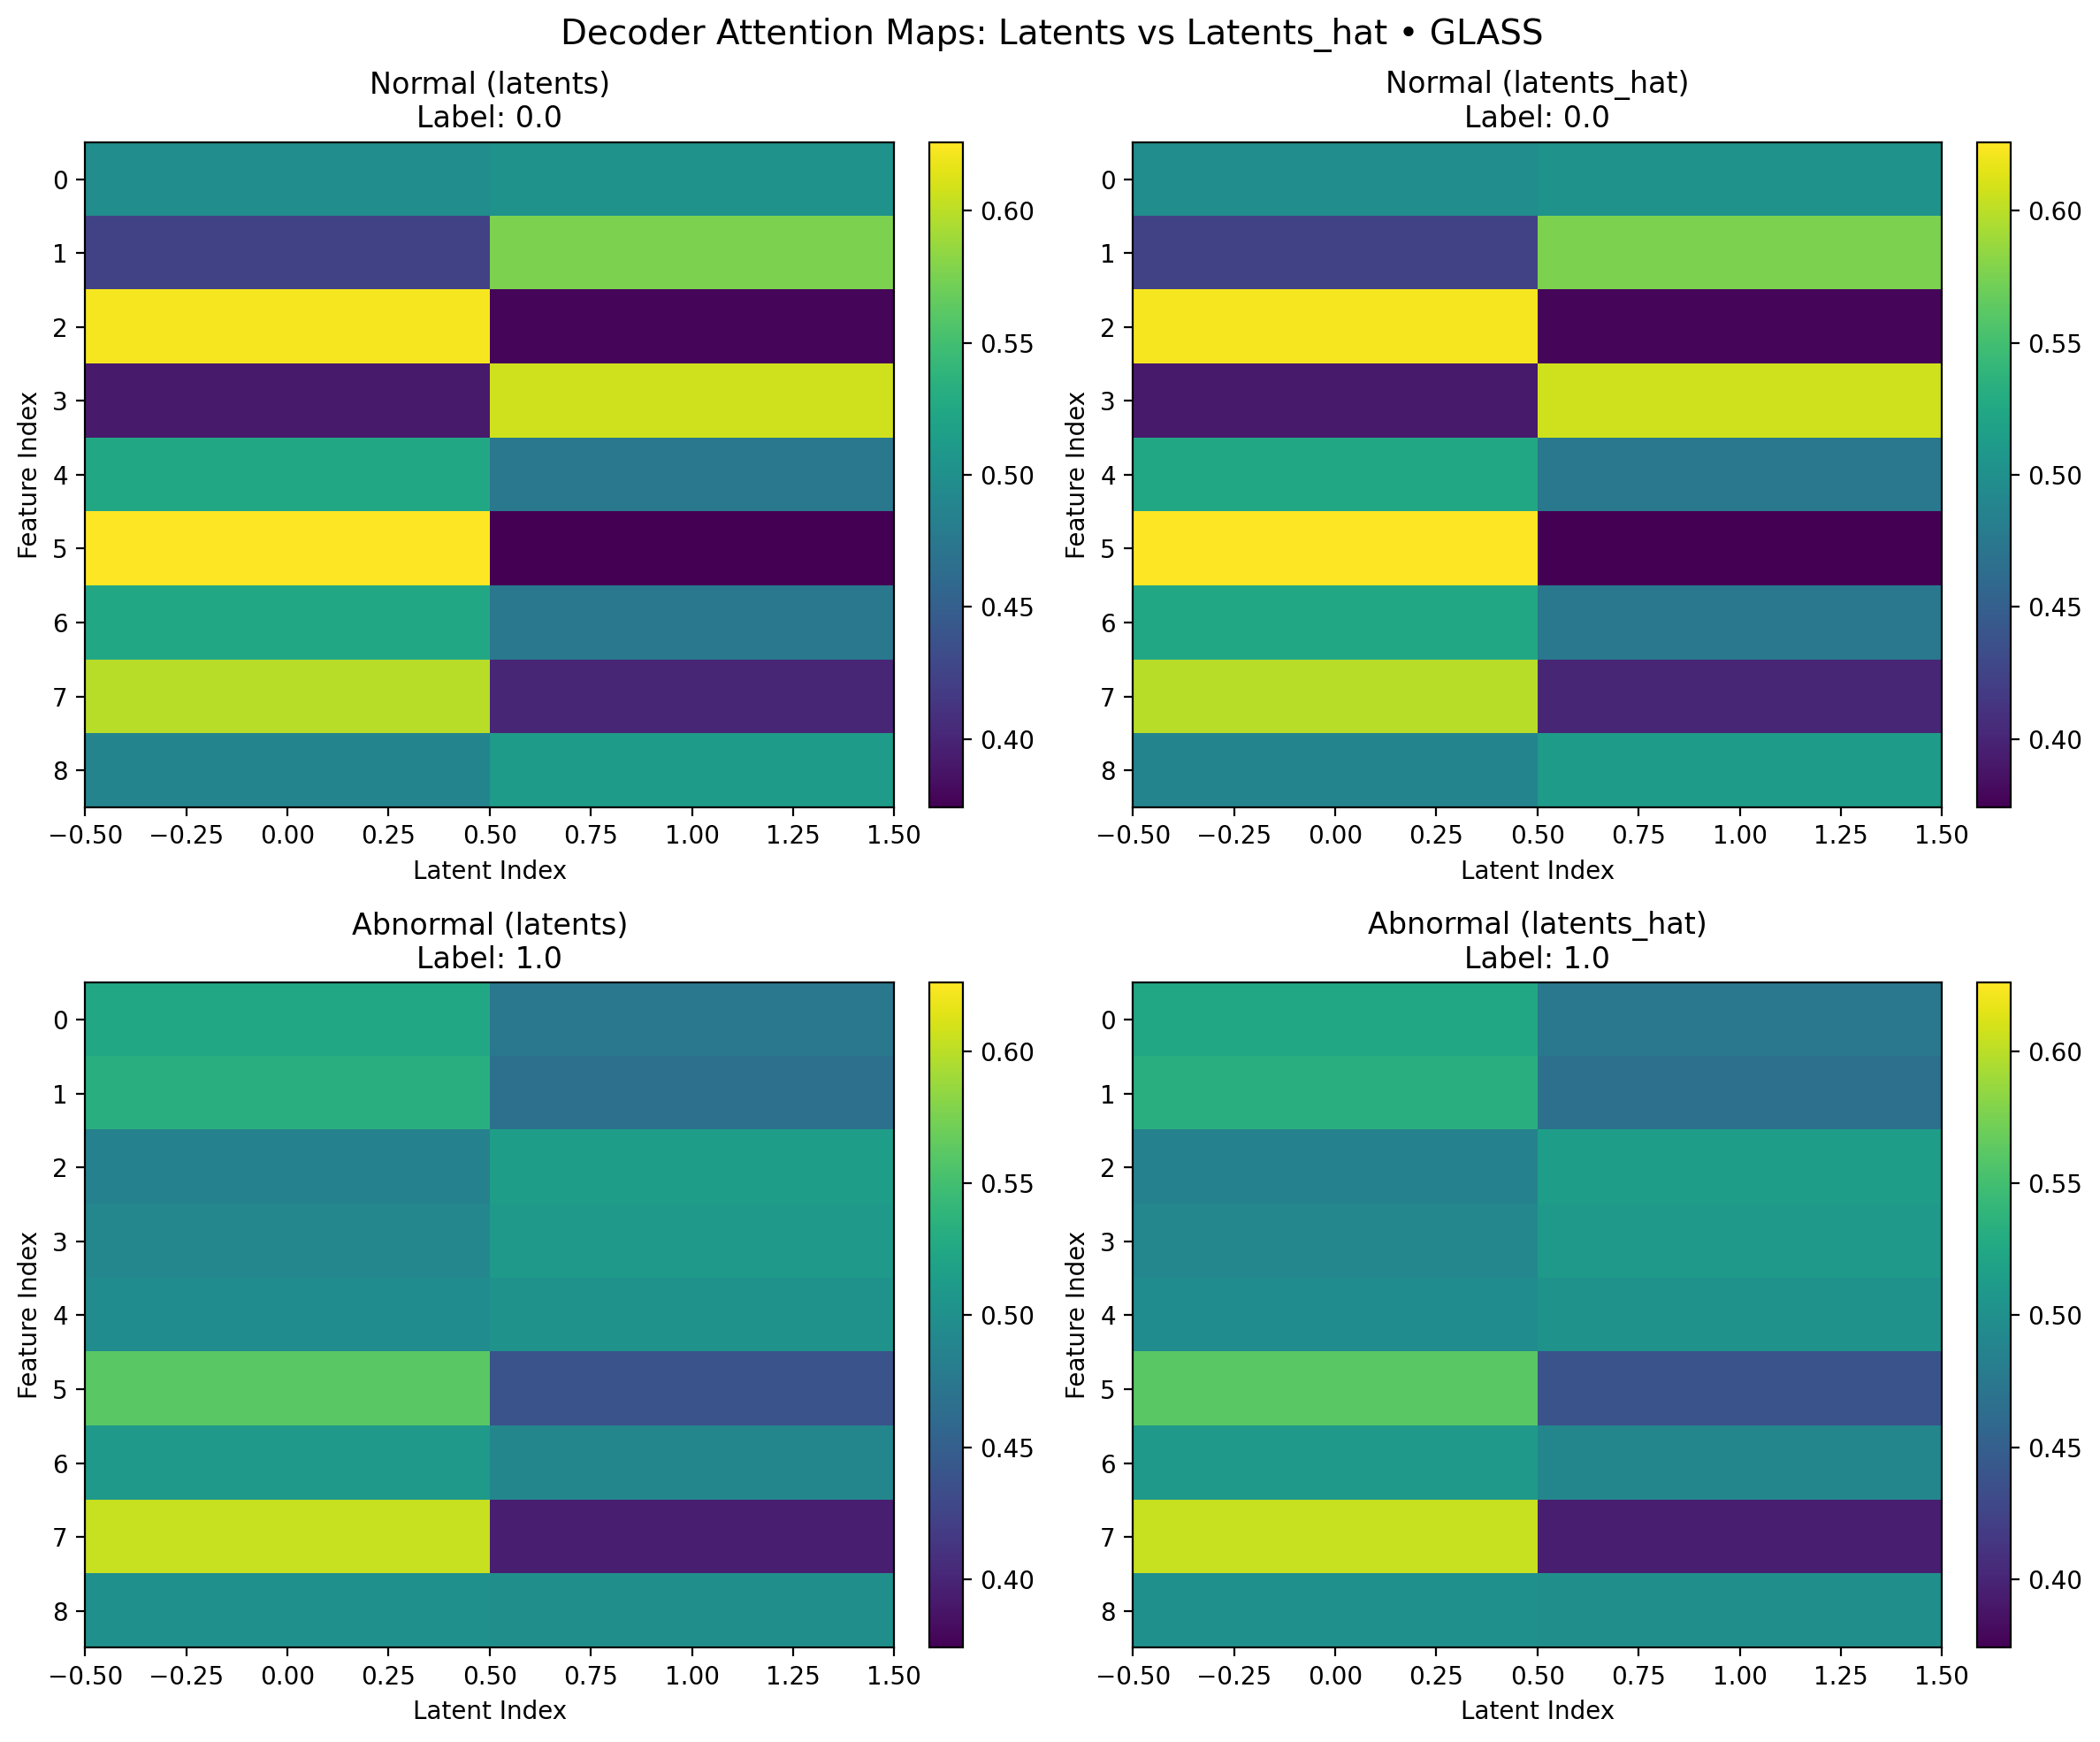 Decoder Attention Maps: Latents vs Latents_hat • GLASS
Normal (latents)
Label: 0.0
Feature Index
0
1
2
3
4
5
6
7
8
−0.50 −0.25 0.00 0.25 0.50 0.75 1.00 1.25 1.50
Latent Index
0.60
0.55
0.50
0.45
0.40
Normal (latents_hat)
Label: 0.0
Feature Index
0
1
2
3
4
5
6
7
8
−0.50 −0.25 0.00 0.25 0.50 0.75 1.00 1.25 1.50
Latent Index
0.60
0.55
0.50
0.45
0.40
Abnormal (latents)
Label: 1.0
Feature Index
0
1
2
3
4
5
6
7
8
−0.50 −0.25 0.00 0.25 0.50 0.75 1.00 1.25 1.50
Latent Index
0.60
0.55
0.50
0.45
0.40
Abnormal (latents_hat)
Label: 1.0
Feature Index
0
1
2
3
4
5
6
7
8
−0.50 −0.25 0.00 0.25 0.50 0.75 1.00 1.25 1.50
Latent Index
0.60
0.55
0.50
0.45
0.40